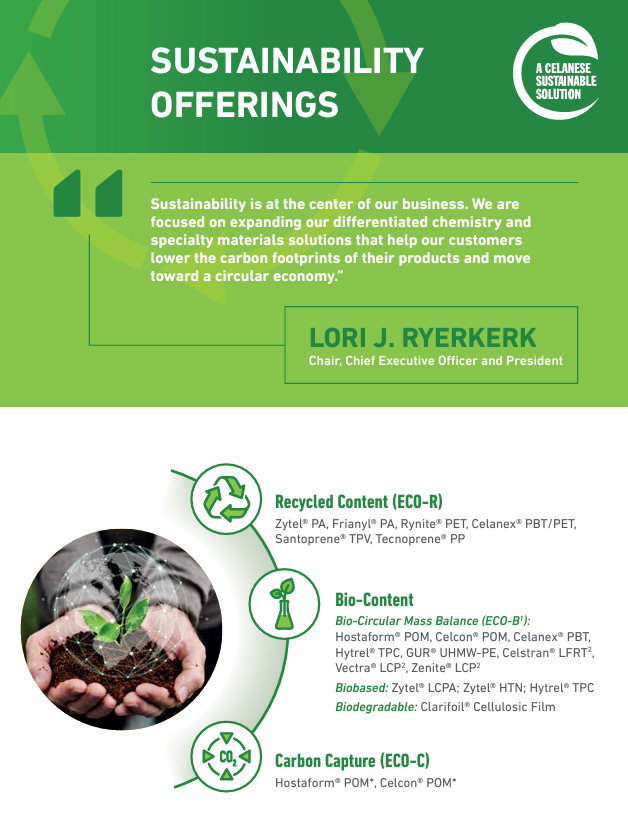 SUSTAINABILITY
OFFERINGS
A CELANESE
SUSTAINABLE
SOLUTION
Sustainability is at the center of our business. We are
focused on expanding our differentiated chemistry and
specialty materials solutions that help our customers
lower the carbon footprints of their products and move
toward a circular economy.”
LORI J. RYERKERK
Chair, Chief Executive Officer and President
Recycled Content (ECO-R)
Zytel® PA, Frianyl® PA, Rynite® PET, Celanex® PBT/PET,
Santoprene® TPV, Tecnoprene® PP
Bio-Content
Bio-Circular Mass Balance (ECO-B¹):
Hostaform® POM, Celcon® POM, Celanex® PBT,
Hytrel® TPC, GUR® UHMW-PE, Celstran® LFRT²,
Vectra® LCP², Zenite® LCP²
Biobased: Zytel® LCPA; Zytel® HTN; Hytrel® TPC
Biodegradable: Clarifoil® Cellulosic Film
CO₂
Carbon Capture (ECO-C)
Hostaform® POM*, Celcon® POM*